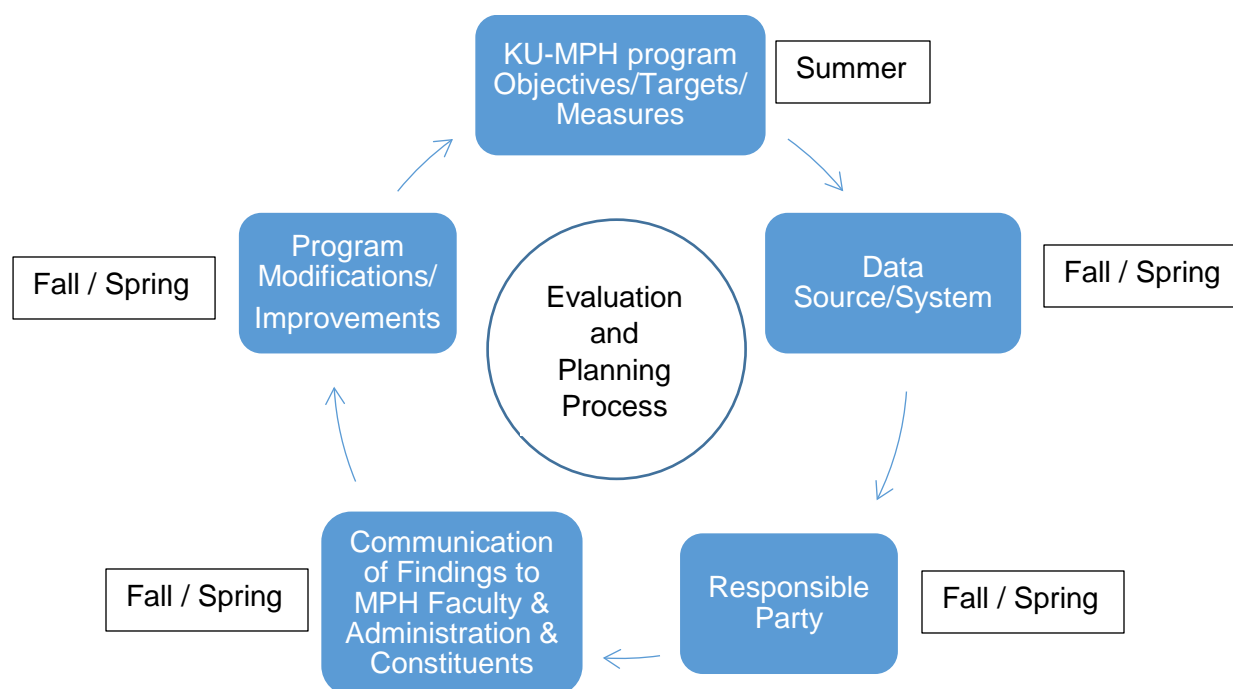 KU-MPH program
Objectives/Targets/
Measures
Summer
Data
Source/System
Fall / Spring
Responsible
Party
Fall / Spring
Communication
of Findings to
MPH Faculty &
Administration &
Constituents
Fall / Spring
Program
Modifications/
Improvements
Fall / Spring
Evaluation
and
Planning
Process